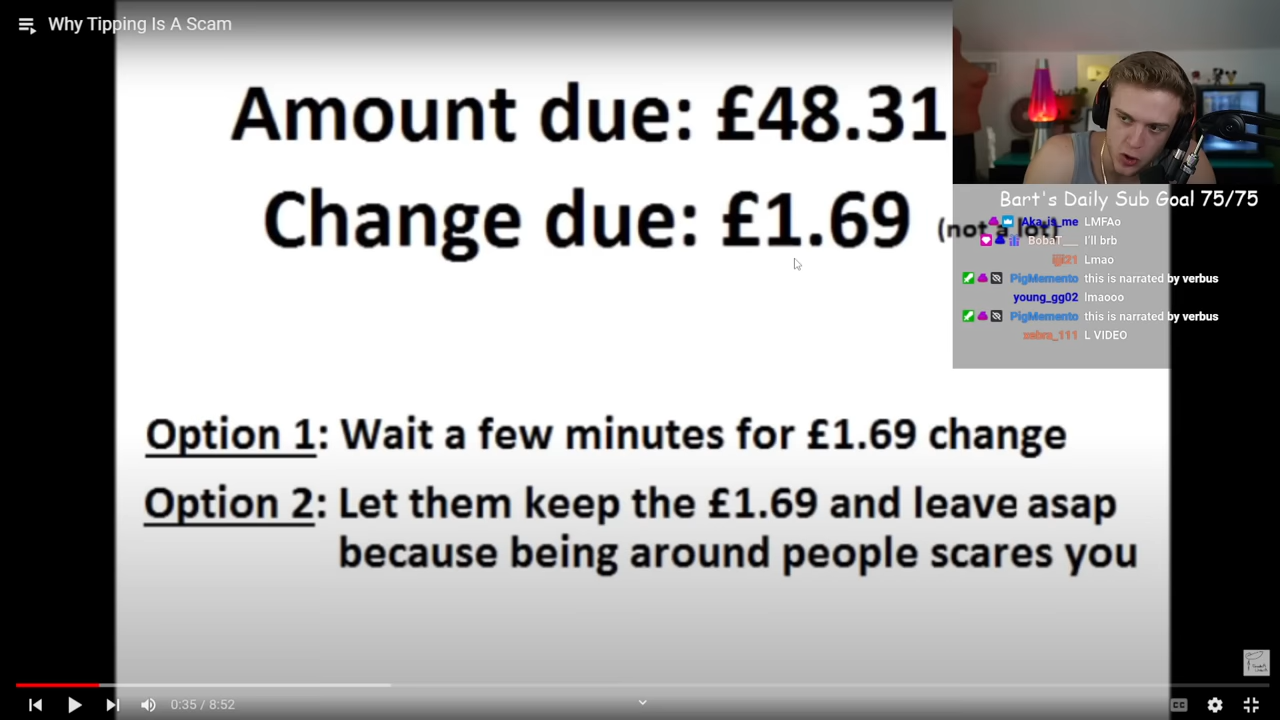 Why Tipping Is A Scam
Amount due: £48.31
Change due: £1.69 (not a lot)
Option 1: Wait a few minutes for £1.69 change
Option 2: Let them keep the £1.69 and leave asap
because being around people scares you
Bart's Daily Sub Goal 75/75
Aka_is_me LMFAo
BobaT__ I'll brb
Lmao
PigMemento this is narrated by verbus
young_gg02 lmaooo
PigMemento this is narrated by verbus
xebra_111 L VIDEO
0:35 / 8:52
CC